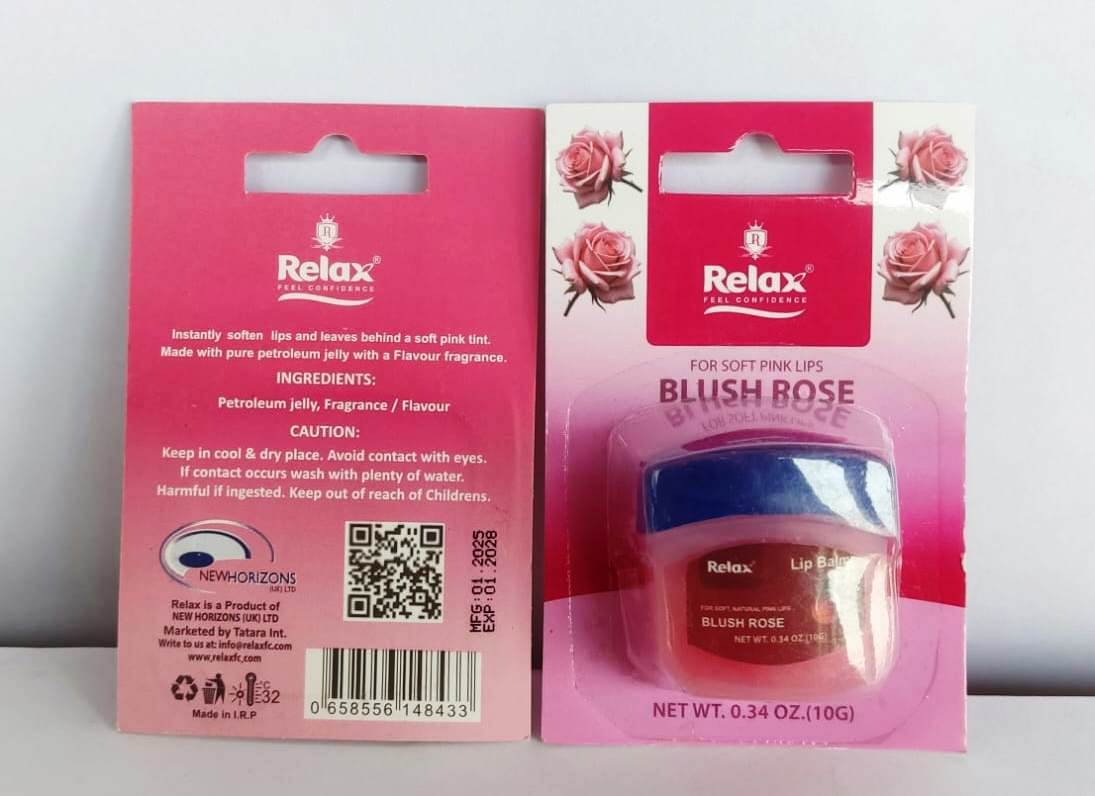 R
Relax®
FEEL CONFIDENCE
Instantly soften lips and leaves behind a soft pink tint.
Made with pure petroleum jelly with a Flavour fragrance.
INGREDIENTS:
Petroleum jelly, Fragrance / Flavour
CAUTION:
Keep in cool & dry place. Avoid contact with eyes.
If contact occurs wash with plenty of water.
Harmful if ingested. Keep out of reach of Childrens.
NEWHORIZONS
(UK) LTD
Relax is a Product of
NEW HORIZONS (UK) LTD
Marketed by Tatara Int.
Write to us at: info@relaxfc.com
www,relaxfc,com
°C
32
Made in I.R.P
MFG:01.2025
EXP:01.2028
0 658556 148433
R
Relax®
FEEL CONFIDENCE
FOR SOFT PINK LIPS
BLUSH ROSE
Relax
Lip Balm
FOR SOFT, NATURAL PINK LIPS
BLUSH ROSE
NET WT. 0.34 OZ.(10G)
NET WT. 0.34 OZ.(10G)